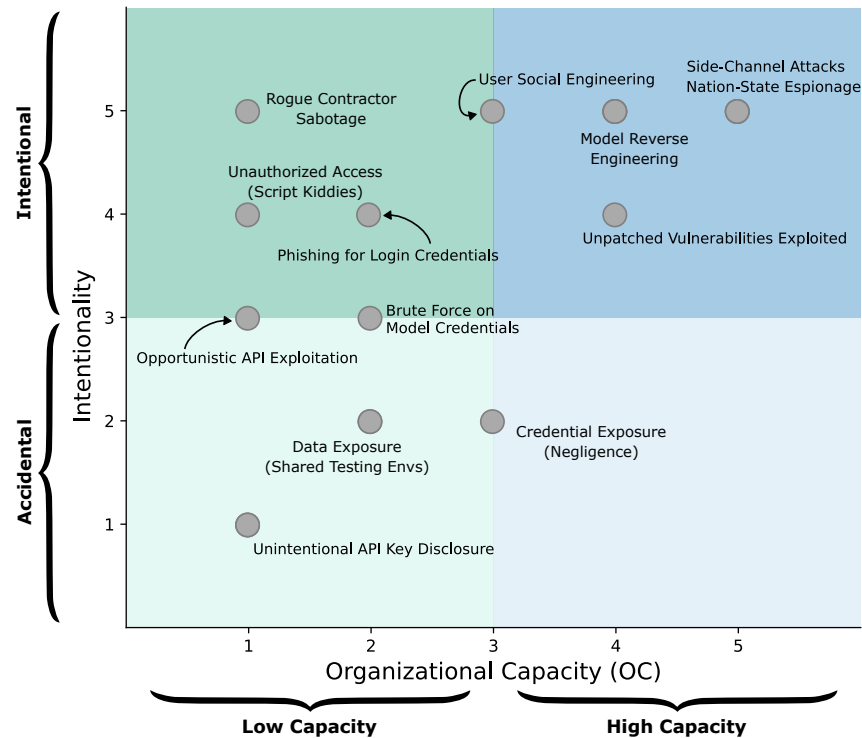 Side-Channel Attacks
Nation-State Espionage
User Social Engineering
Rogue Contractor
Sabotage
5
Model Reverse
Engineering
Intentional
Unauthorized Access
(Script Kiddies)
4
Unpatched Vulnerabilities Exploited
Phishing for Login Credentials
Intentionality
3
Brute Force on
Model Credentials
Opportunistic API Exploitation
Accidental
2
Data Exposure
(Shared Testing Envs)
Credential Exposure
(Negligence)
1
Unintentional API Key Disclosure
1
2
3
4
5
Organizational Capacity (OC)
Low Capacity
High Capacity